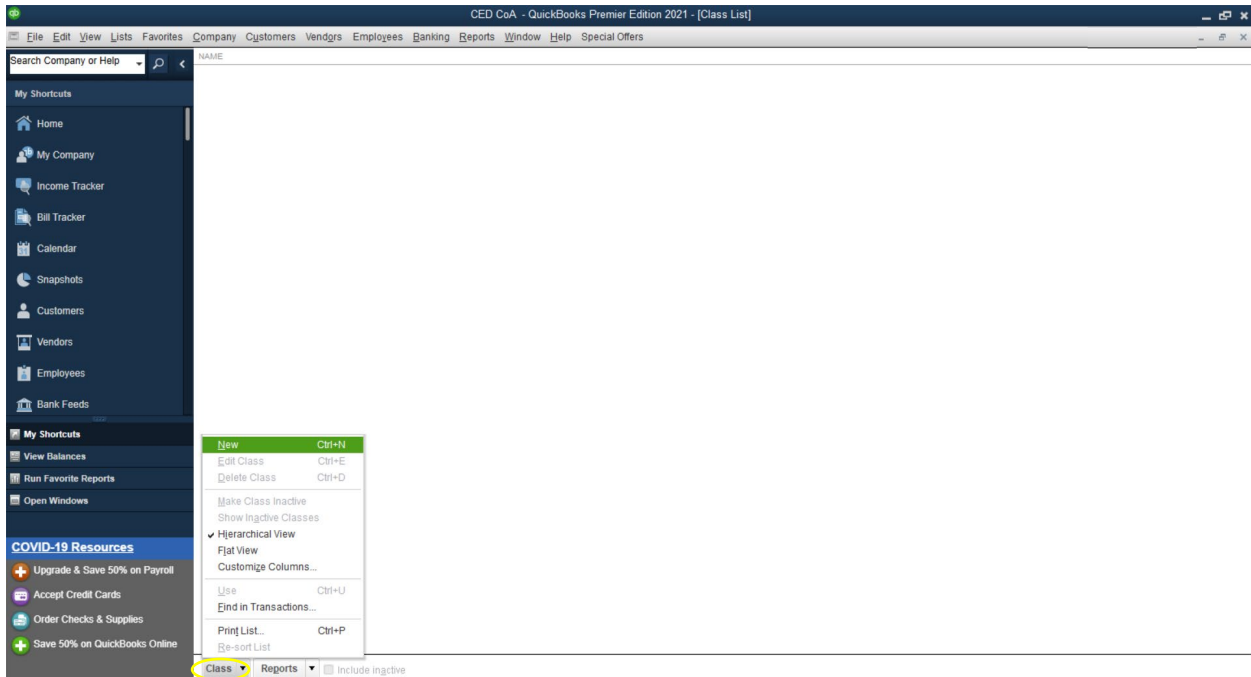 qb
CED CoA - QuickBooks Premier Edition 2021 - [Class List]
File Edit View Lists Favorites Company Customers Vendors Employees Banking Reports Window Help Special Offers
Search Company or Help
NAME
My Shortcuts
Home
My Company
Income Tracker
Bill Tracker
Calendar
Snapshots
Customers
Vendors
Employees
Bank Feeds
My Shortcuts
View Balances
Run Favorite Reports
Open Windows
COVID-19 Resources
Upgrade & Save 50% on Payroll
Accept Credit Cards
Order Checks & Supplies
Save 50% on QuickBooks Online
New Ctrl+N
Edit Class Ctrl+E
Delete Class Ctrl+D
Make Class Inactive
Show Inactive Classes
Hierarchical View
Flat View
Customize Columns...
Use Ctrl+U
Find in Transactions...
Print List... Ctrl+P
Re-sort List
Class Reports Include inactive